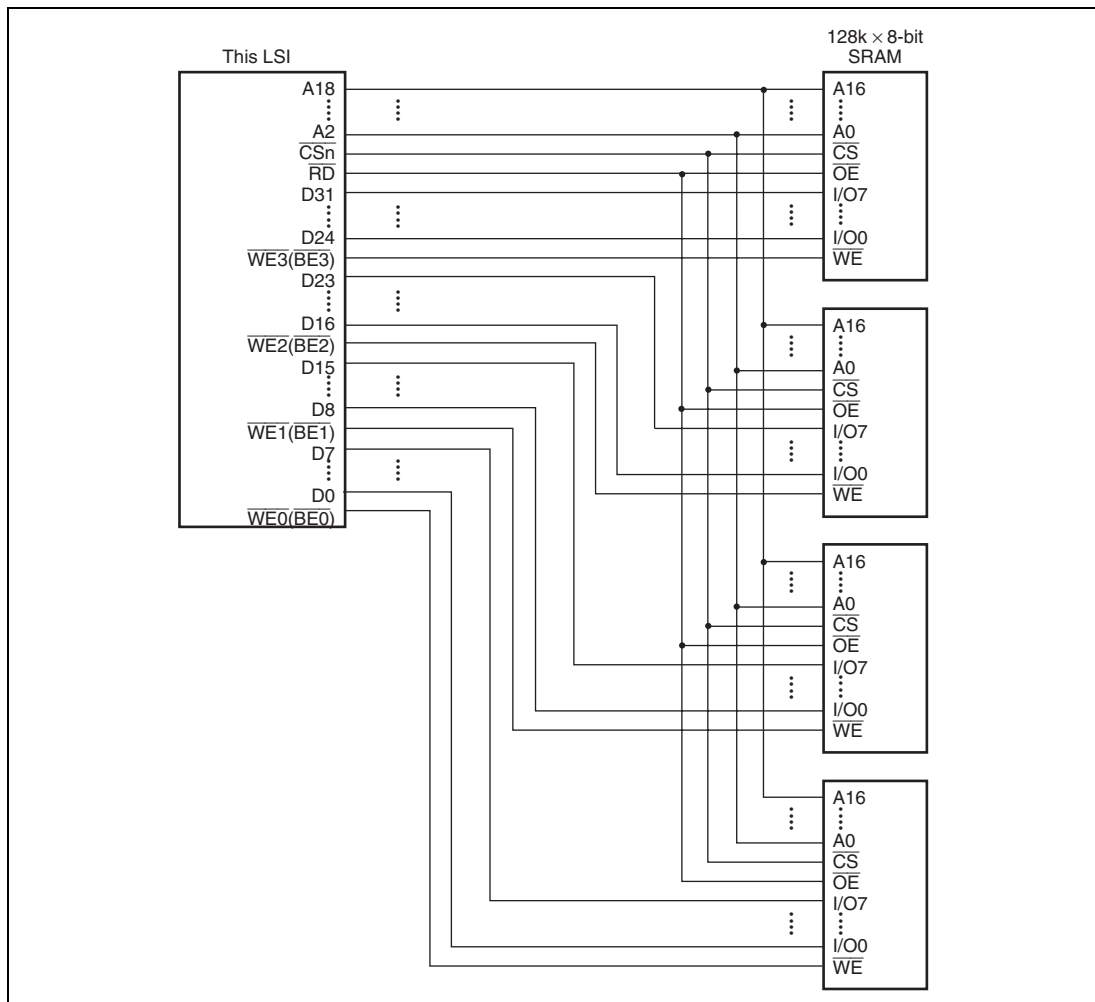 This LSI
A18
A2
CSn
RD
D31
D24
WE3(BE3)
D23
D16
WE2(BE2)
D15
D8
WE1(BE1)
D7
D0
WE0(BE0)
128k × 8-bit
SRAM
A16
A0
CS
OE
I/O7
I/O0
WE
A16
A0
CS
OE
I/O7
I/O0
WE
A16
A0
CS
OE
I/O7
I/O0
WE
A16
A0
CS
OE
I/O7
I/O0
WE